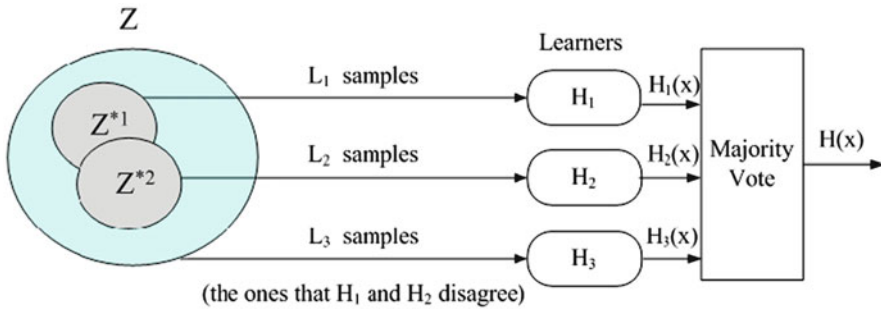 Z
Z*1
Z*2
L₁ samples
L₂ samples
L₃ samples
(the ones that H₁ and H₂ disagree)
Learners
H₁
H₂
H₃
H₁(x)
H₂(x)
H₃(x)
Majority
Vote
H(x)